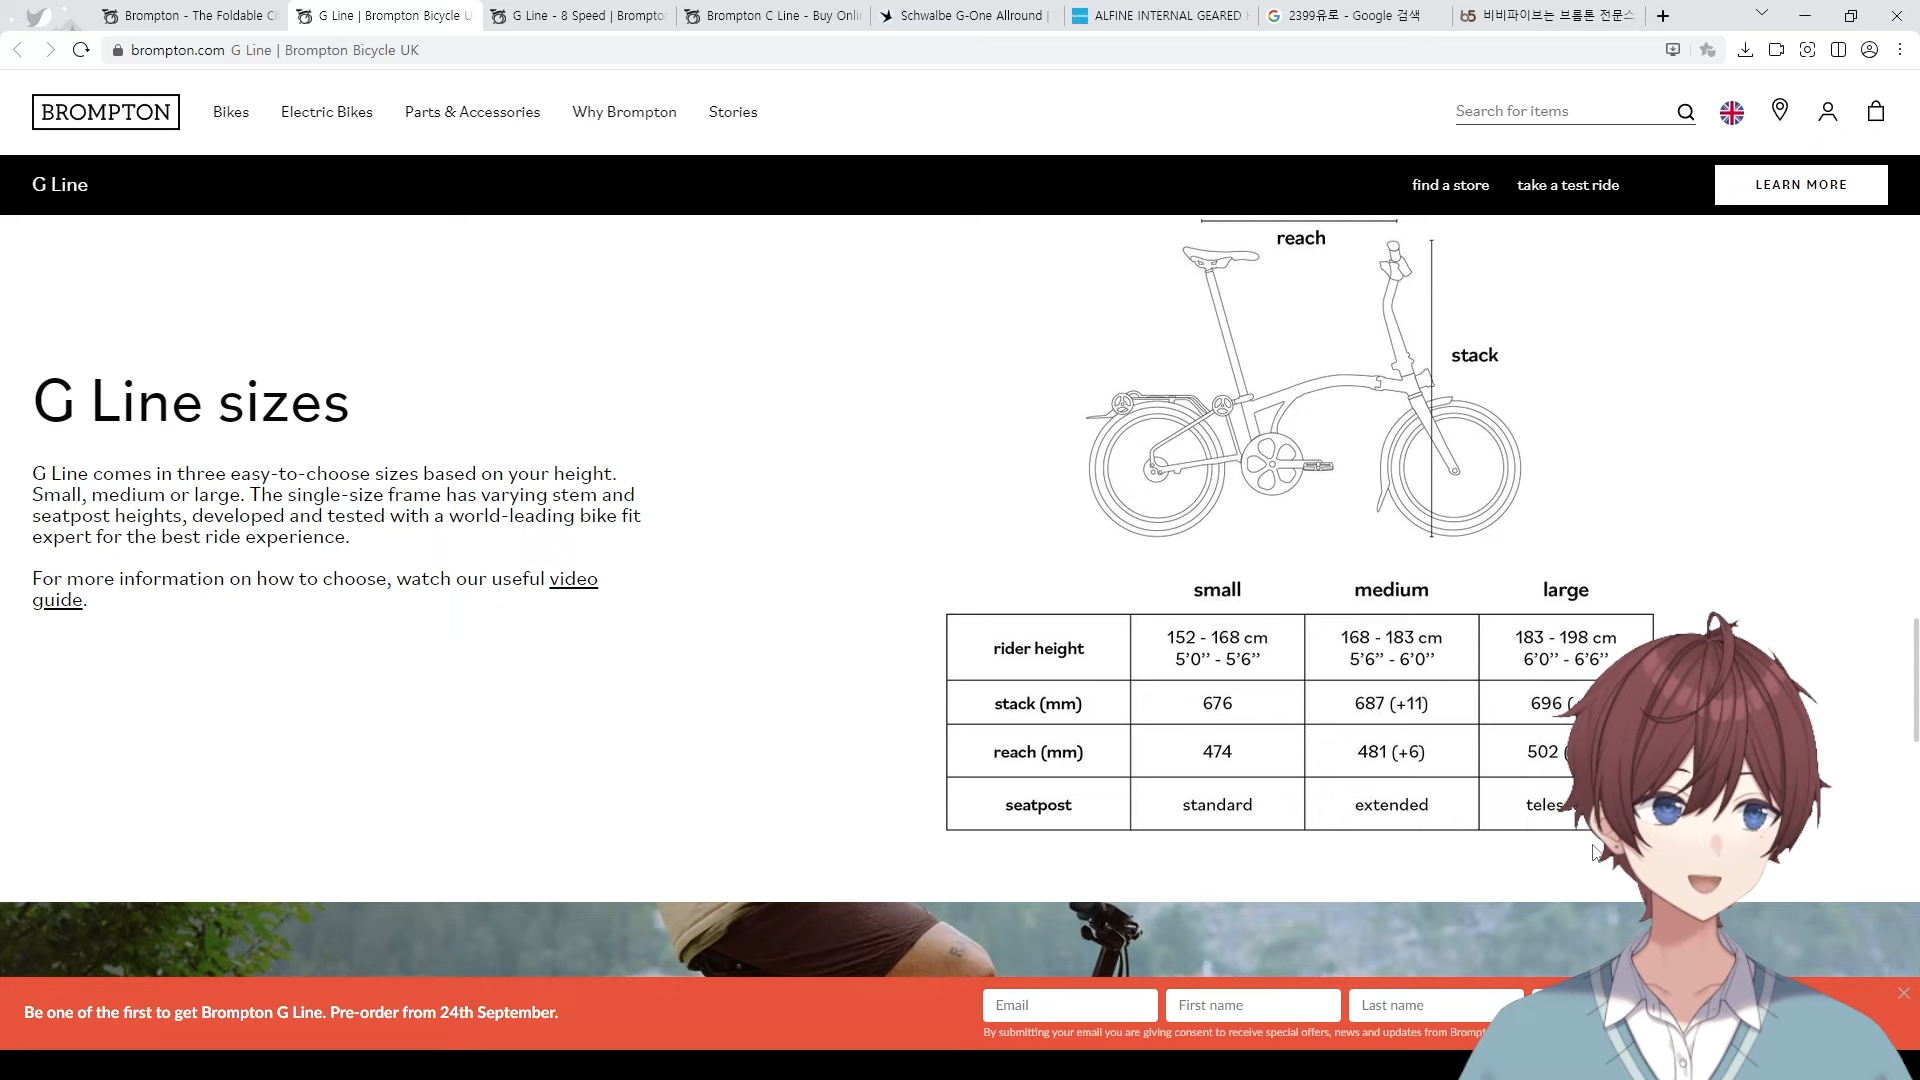 Brompton - The Foldable Ci
G Line | Brompton Bicycle U
G Line - 8 Speed | Brompton
Brompton C Line - Buy Onli
Schwalbe G-One Allround |
ALFINE INTERNAL GEARED H
2399유로 - Google 검색
비비파이브는 브롬톤 전문스
brompton.com G Line | Brompton Bicycle UK
BROMPTON
Bikes
Electric Bikes
Parts & Accessories
Why Brompton
Stories
Search for items
G Line
find a store
take a test ride
LEARN MORE
reach
stack
G Line sizes
G Line comes in three easy-to-choose sizes based on your height.
Small, medium or large. The single-size frame has varying stem and
seatpost heights, developed and tested with a world-leading bike fit
expert for the best ride experience.
For more information on how to choose, watch our useful video
guide.
small medium large
rider height 152 - 168 cm 168 - 183 cm 183 - 198 cm
5’0’’ - 5’6’’ 5’6’’ - 6’0’’ 6’0’’ - 6’6’’
stack (mm) 676 687 (+11) 696
reach (mm) 474 481 (+6) 502
seatpost standard extended
Be one of the first to get Brompton G Line. Pre-order from 24th September.
Email
First name
Last name
By submitting your email you are giving consent to receive special offers, news and updates from Brompt